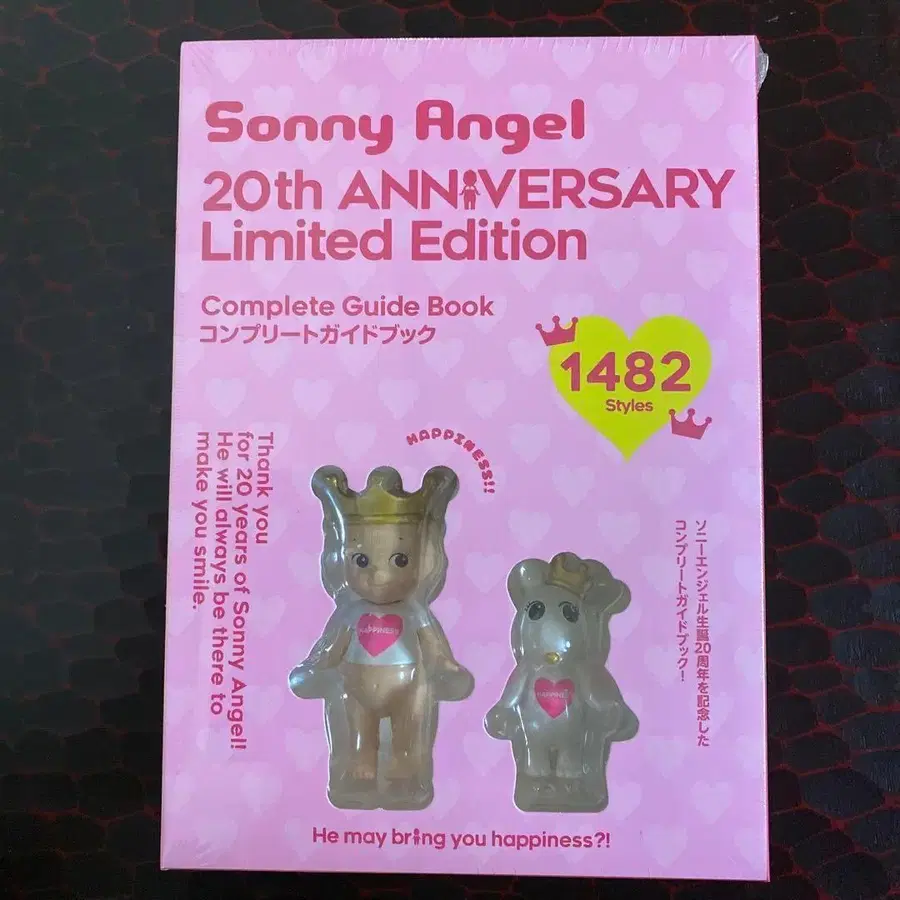 Sonny Angel
20th ANNIVERSARY
Limited Edition
Complete Guide Book
コンプリートガイドブック
1482
Styles
HAPPINESS!!
Thank you
for 20 years of Sonny Angel!
He will always be there to
make you smile.
ソニーエンジェル生誕20周年を記念した
コンプリートガイドブック!
HAPPINESS
HAPPINESS
He may bring you happiness?!